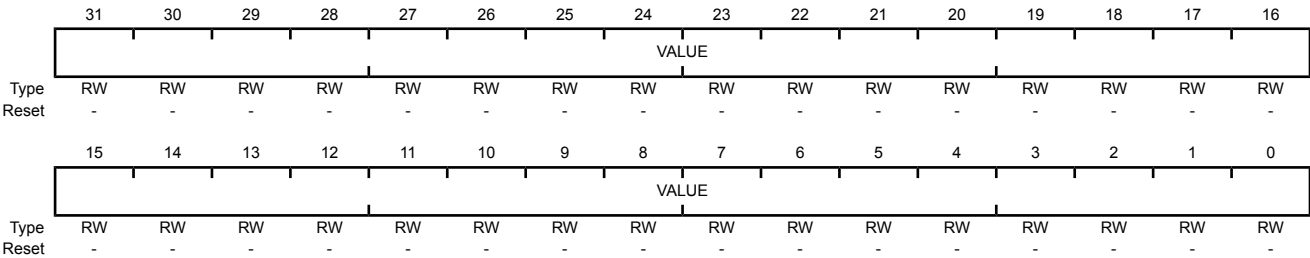 31 30 29 28 27 26 25 24 23 22 21 20 19 18 17 16
VALUE
Type RW RW RW RW RW RW RW RW RW RW RW RW RW RW RW RW
Reset - - - - - - - - - - - - - - - -
15 14 13 12 11 10 9 8 7 6 5 4 3 2 1 0
VALUE
Type RW RW RW RW RW RW RW RW RW RW RW RW RW RW RW RW
Reset - - - - - - - - - - - - - - - -